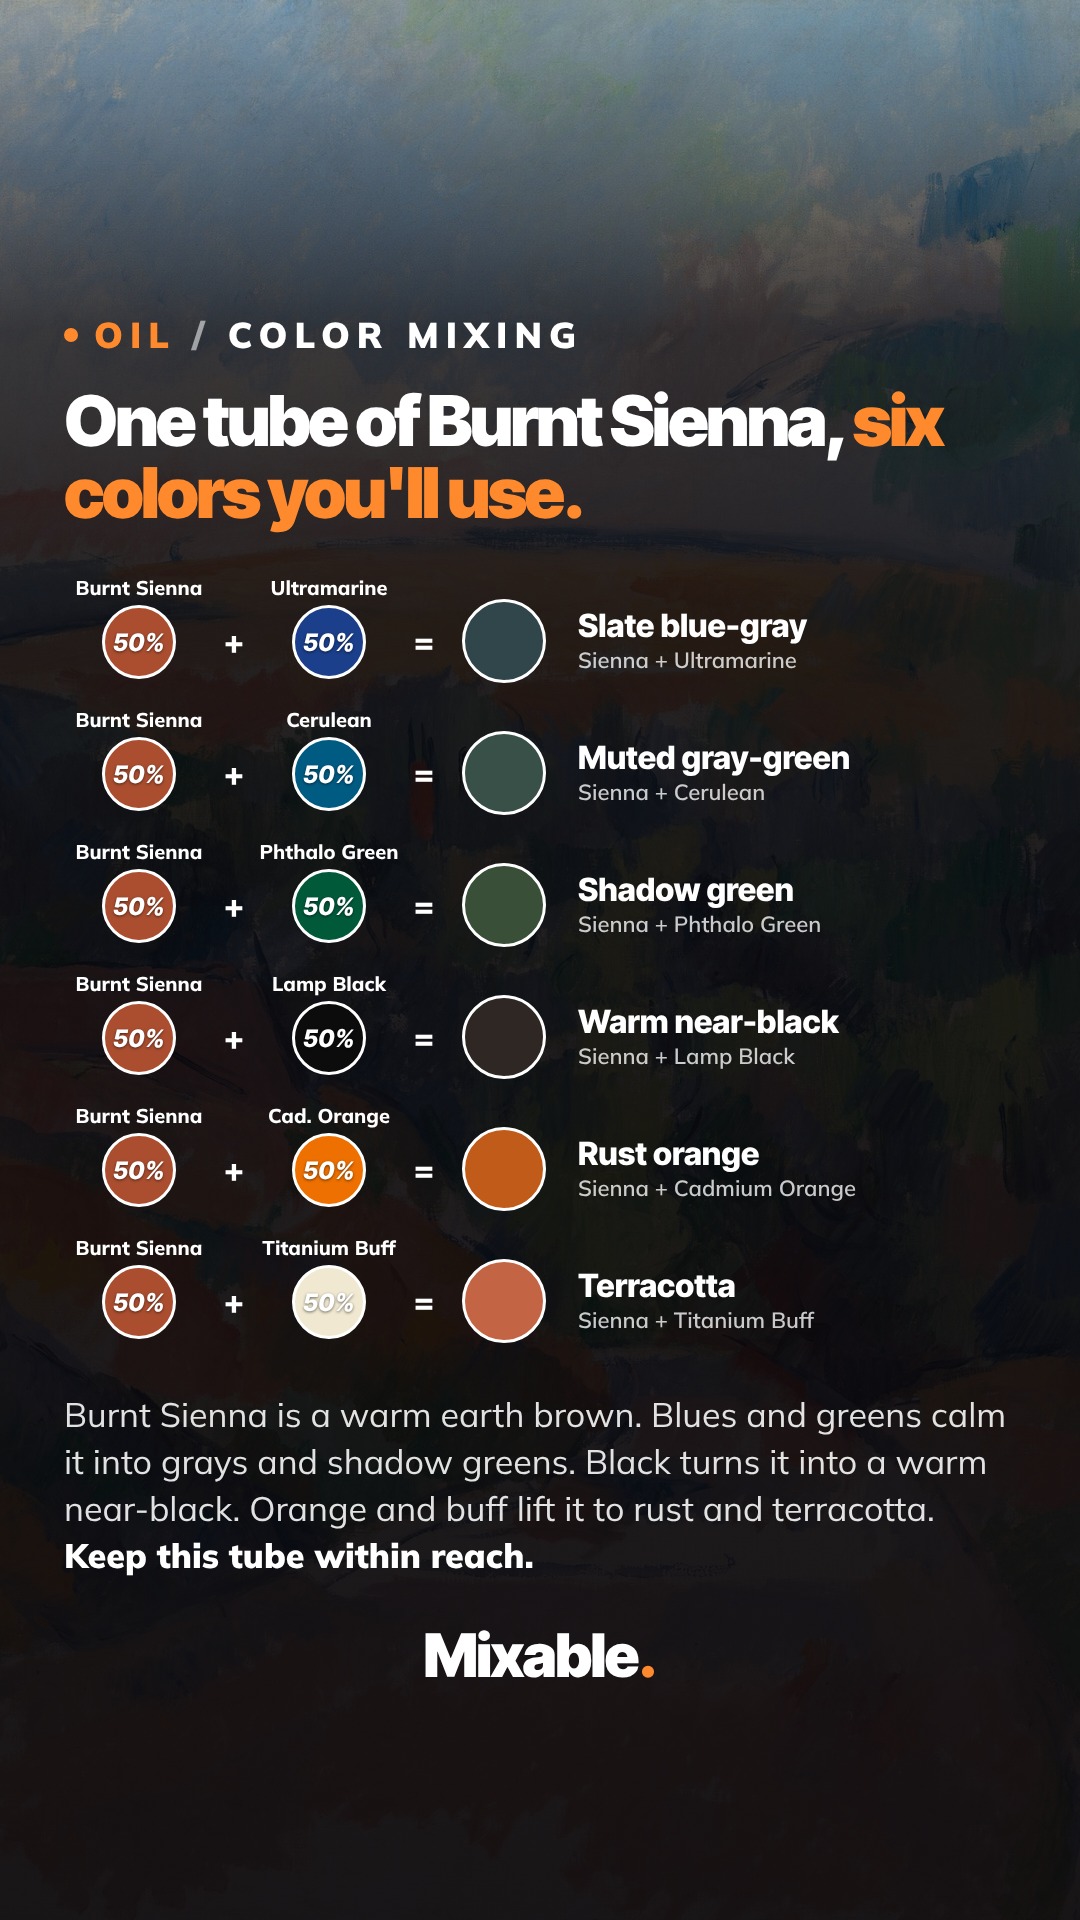 • OIL / COLOR MIXING
One tube of Burnt Sienna, six
colors you'll use.
Burnt Sienna Ultramarine
50% + 50% = Slate blue-gray
Sienna + Ultramarine
Burnt Sienna Cerulean
50% + 50% = Muted gray-green
Sienna + Cerulean
Burnt Sienna Phthalo Green
50% + 50% = Shadow green
Sienna + Phthalo Green
Burnt Sienna Lamp Black
50% + 50% = Warm near-black
Sienna + Lamp Black
Burnt Sienna Cad. Orange
50% + 50% = Rust orange
Sienna + Cadmium Orange
Burnt Sienna Titanium Buff
50% + 50% = Terracotta
Sienna + Titanium Buff
Burnt Sienna is a warm earth brown. Blues and greens calm
it into grays and shadow greens. Black turns it into a warm
near-black. Orange and buff lift it to rust and terracotta.
Keep this tube within reach.
Mixable.